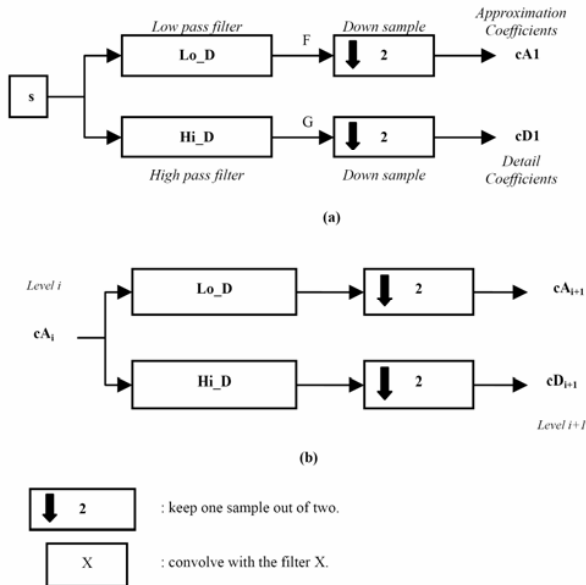 Approximation
Coefficients
Low pass filter F Down sample
Lo_D 2 cA1
s
G
Hi_D 2 cD1
High pass filter Down sample Detail
Coefficients
(a)
Level i
Lo_D 2 cAi+1
cAi
Hi_D 2 cDi+1
Level i+1
(b)
2 : keep one sample out of two.
X : convolve with the filter X.